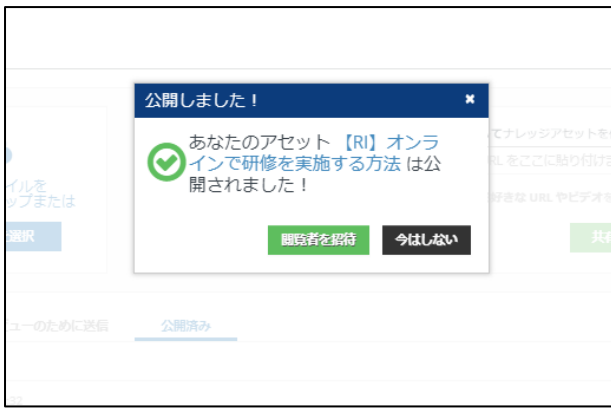 公開しました！ ×
あなたのアセット 【RI】オンラ
インで研修を実施する方法 は公
開されました！
閲覧者を招待 今はしない
てナレッジアセットを
RL をここに貼り付け
イルを
ップまたは
好きな URL やビデオを
選択
共有
ューのために送信 公開済み